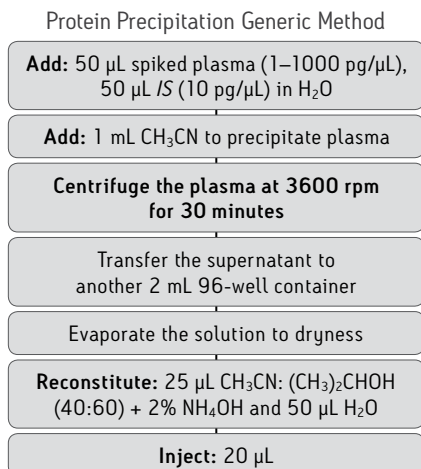 Protein Precipitation Generic Method
Add: 50 µL spiked plasma (1–1000 pg/µL),
50 µL IS (10 pg/µL) in H₂O
Add: 1 mL CH₃CN to precipitate plasma
Centrifuge the plasma at 3600 rpm
for 30 minutes
Transfer the supernatant to
another 2 mL 96-well container
Evaporate the solution to dryness
Reconstitute: 25 µL CH₃CN: (CH₃)₂CHOH
(40:60) + 2% NH₄OH and 50 µL H₂O
Inject: 20 µL